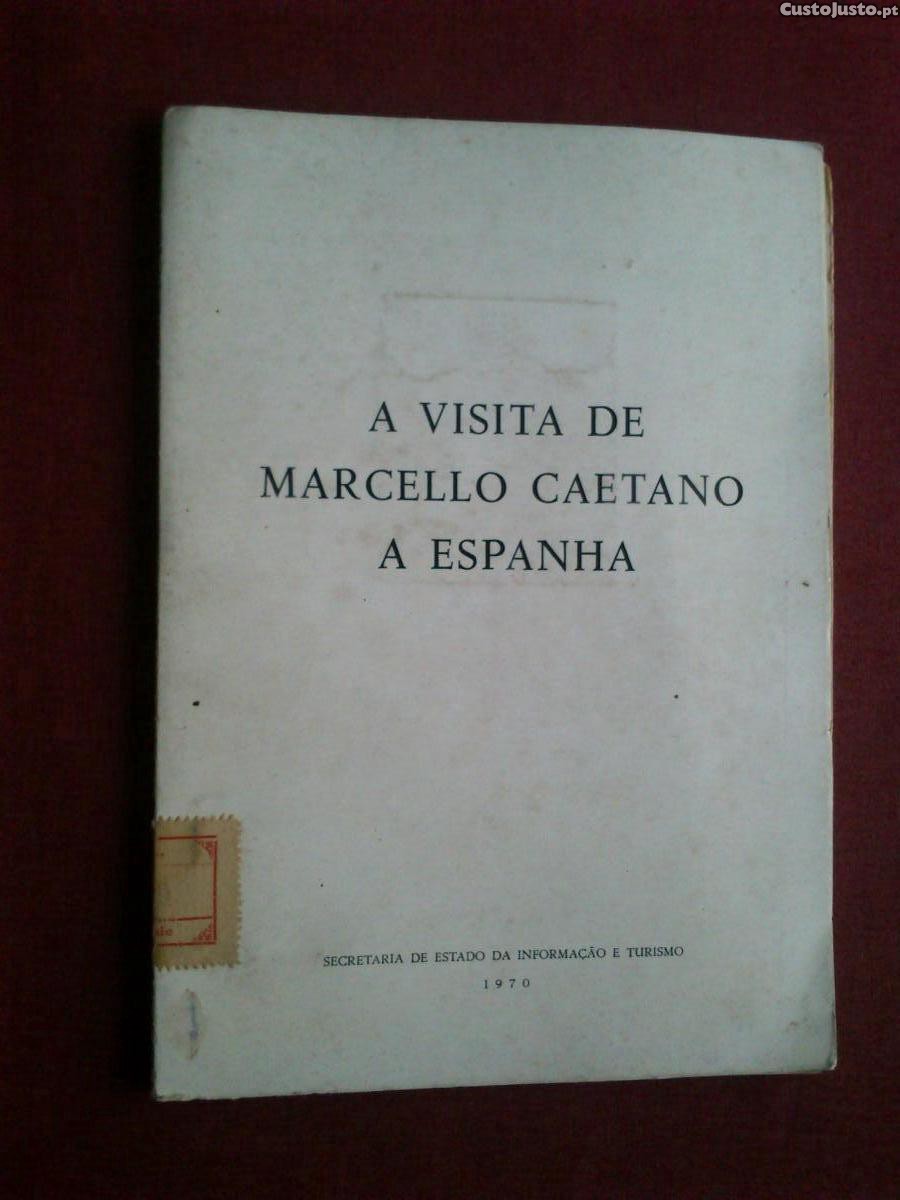 CustoJusto.pt
A VISITA DE
MARCELLO CAETANO
A ESPANHA
SECRETARIA DE ESTADO DA INFORMAÇÃO E TURISMO
1970